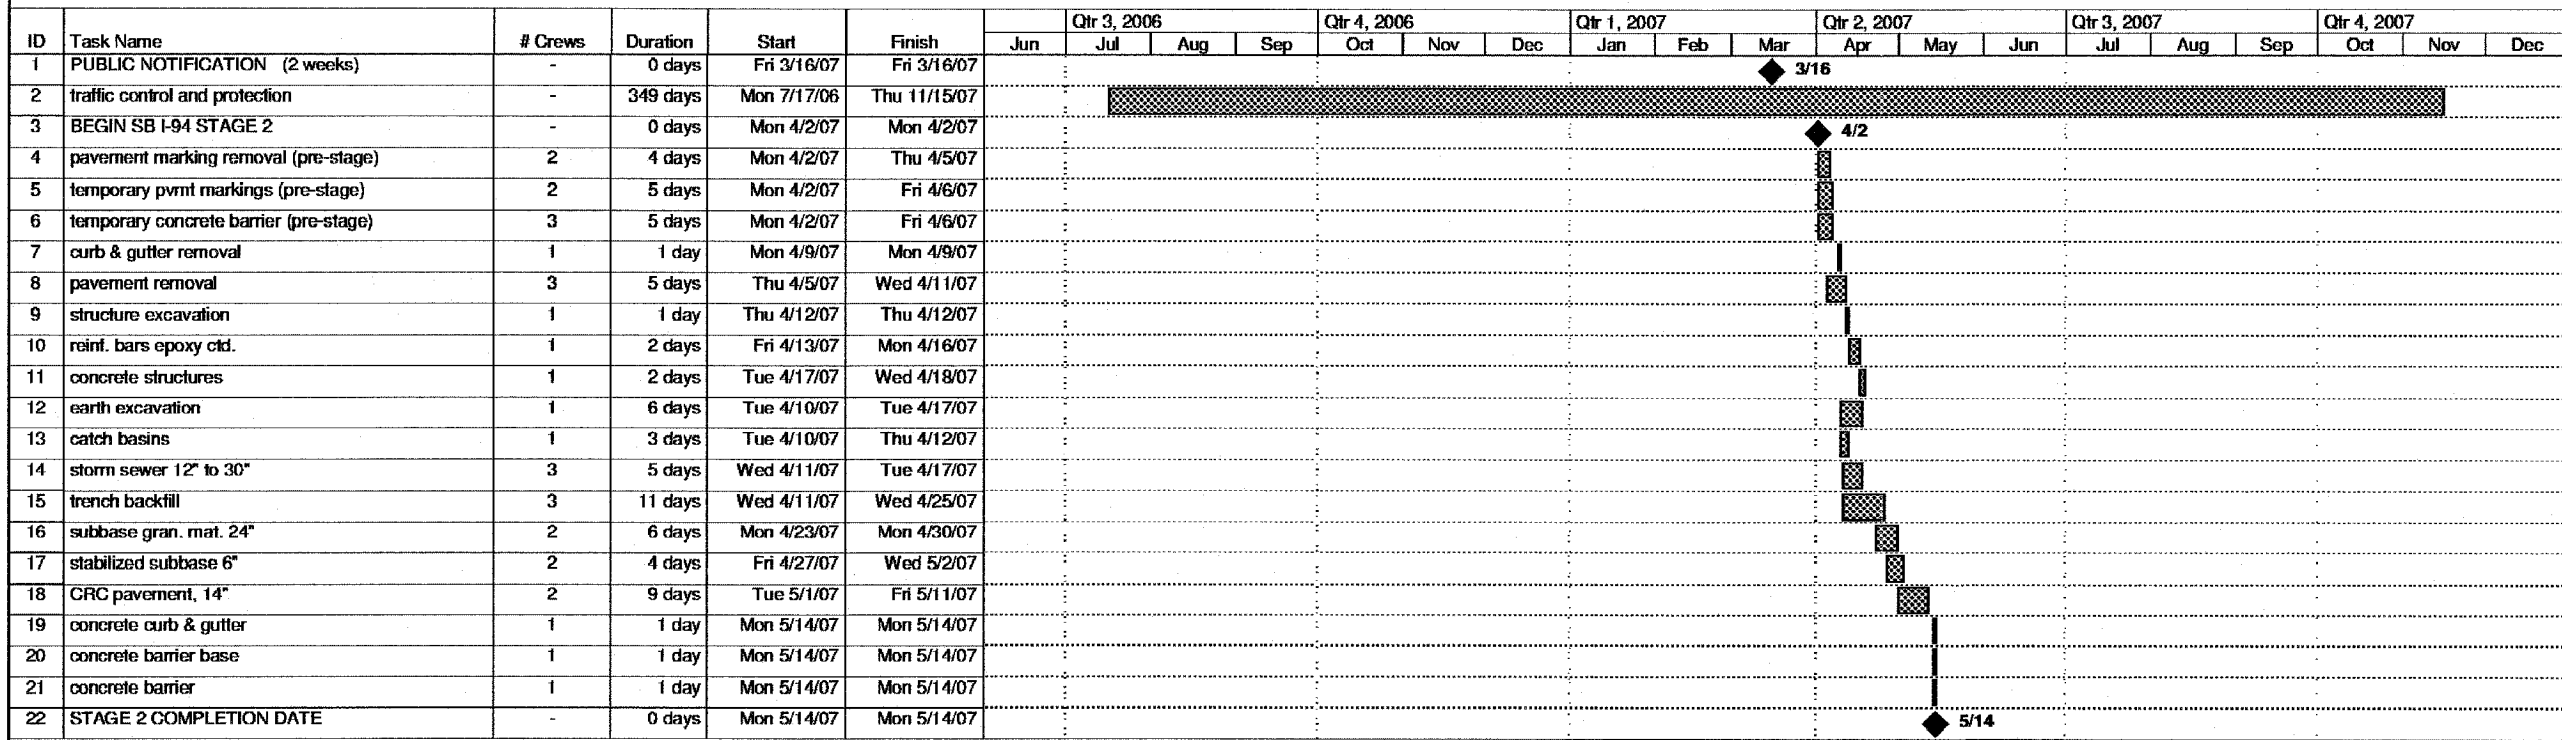 Qtr 3, 2006 Qtr 4, 2006 Qtr 1, 2007 Qtr 2, 2007 Qtr 3, 2007 Qtr 4, 2007
ID Task Name # Crews Duration Start Finish Jun Jul Aug Sep Oct Nov Dec Jan Feb Mar Apr May Jun Jul Aug Sep Oct Nov Dec
1 PUBLIC NOTIFICATION (2 weeks) - 0 days Fri 3/16/07 Fri 3/16/07 3/16
2 traffic control and protection - 349 days Mon 7/17/06 Thu 11/15/07
3 BEGIN SB I-94 STAGE 2 - 0 days Mon 4/2/07 Mon 4/2/07 4/2
4 pavement marking removal (pre-stage) 2 4 days Mon 4/2/07 Thu 4/5/07
5 temporary pvmt markings (pre-stage) 2 5 days Mon 4/2/07 Fri 4/6/07
6 temporary concrete barrier (pre-stage) 3 5 days Mon 4/2/07 Fri 4/6/07
7 curb & gutter removal 1 1 day Mon 4/9/07 Mon 4/9/07
8 pavement removal 3 5 days Thu 4/5/07 Wed 4/11/07
9 structure excavation 1 1 day Thu 4/12/07 Thu 4/12/07
10 reinf. bars epoxy ctd. 1 2 days Fri 4/13/07 Mon 4/16/07
11 concrete structures 1 2 days Tue 4/17/07 Wed 4/18/07
12 earth excavation 1 6 days Tue 4/10/07 Tue 4/17/07
13 catch basins 1 3 days Tue 4/10/07 Thu 4/12/07
14 storm sewer 12" to 30" 3 5 days Wed 4/11/07 Tue 4/17/07
15 trench backfill 3 11 days Wed 4/11/07 Wed 4/25/07
16 subbase gran. mat. 24" 2 6 days Mon 4/23/07 Mon 4/30/07
17 stabilized subbase 6" 2 4 days Fri 4/27/07 Wed 5/2/07
18 CRC pavement, 14" 2 9 days Tue 5/1/07 Fri 5/11/07
19 concrete curb & gutter 1 1 day Mon 5/14/07 Mon 5/14/07
20 concrete barrier base 1 1 day Mon 5/14/07 Mon 5/14/07
21 concrete barrier 1 1 day Mon 5/14/07 Mon 5/14/07
22 STAGE 2 COMPLETION DATE - 0 days Mon 5/14/07 Mon 5/14/07 5/14